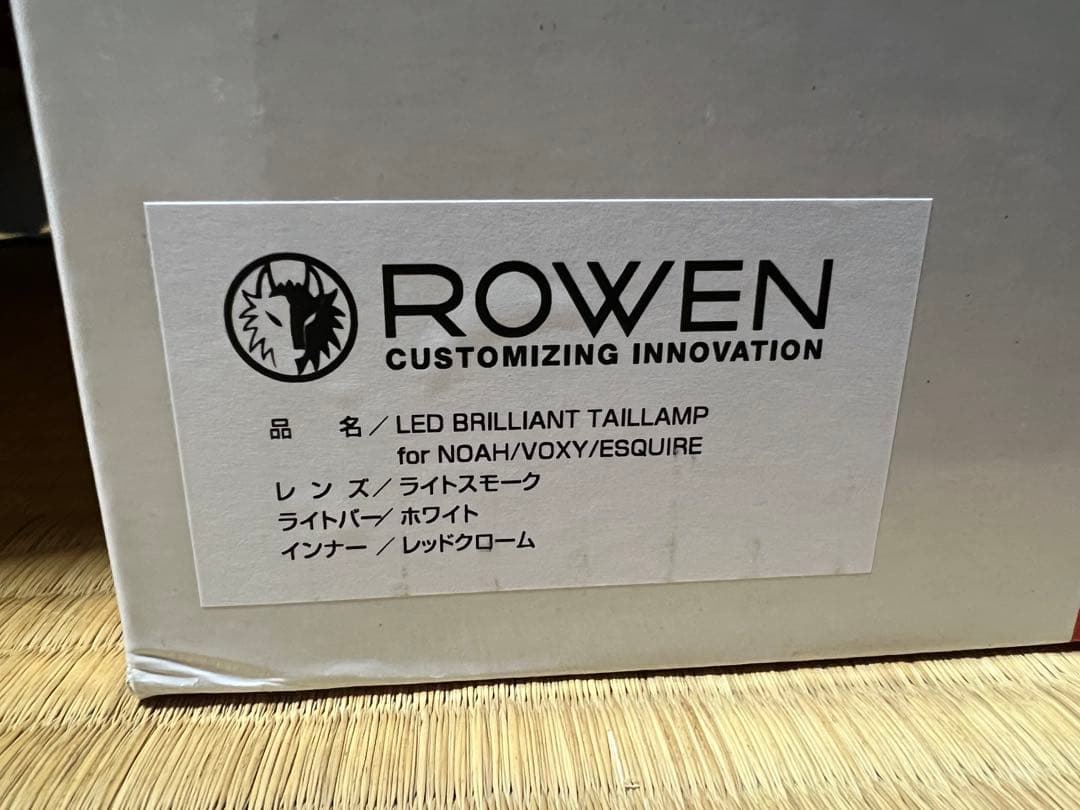 ROWEN
CUSTOMIZING INNOVATION
品 名／LED BRILLIANT TAILLAMP
for NOAH/VOXY/ESQUIRE
レンズ／ライトスモーク
ライトバー／ホワイト
インナー／レッドクローム